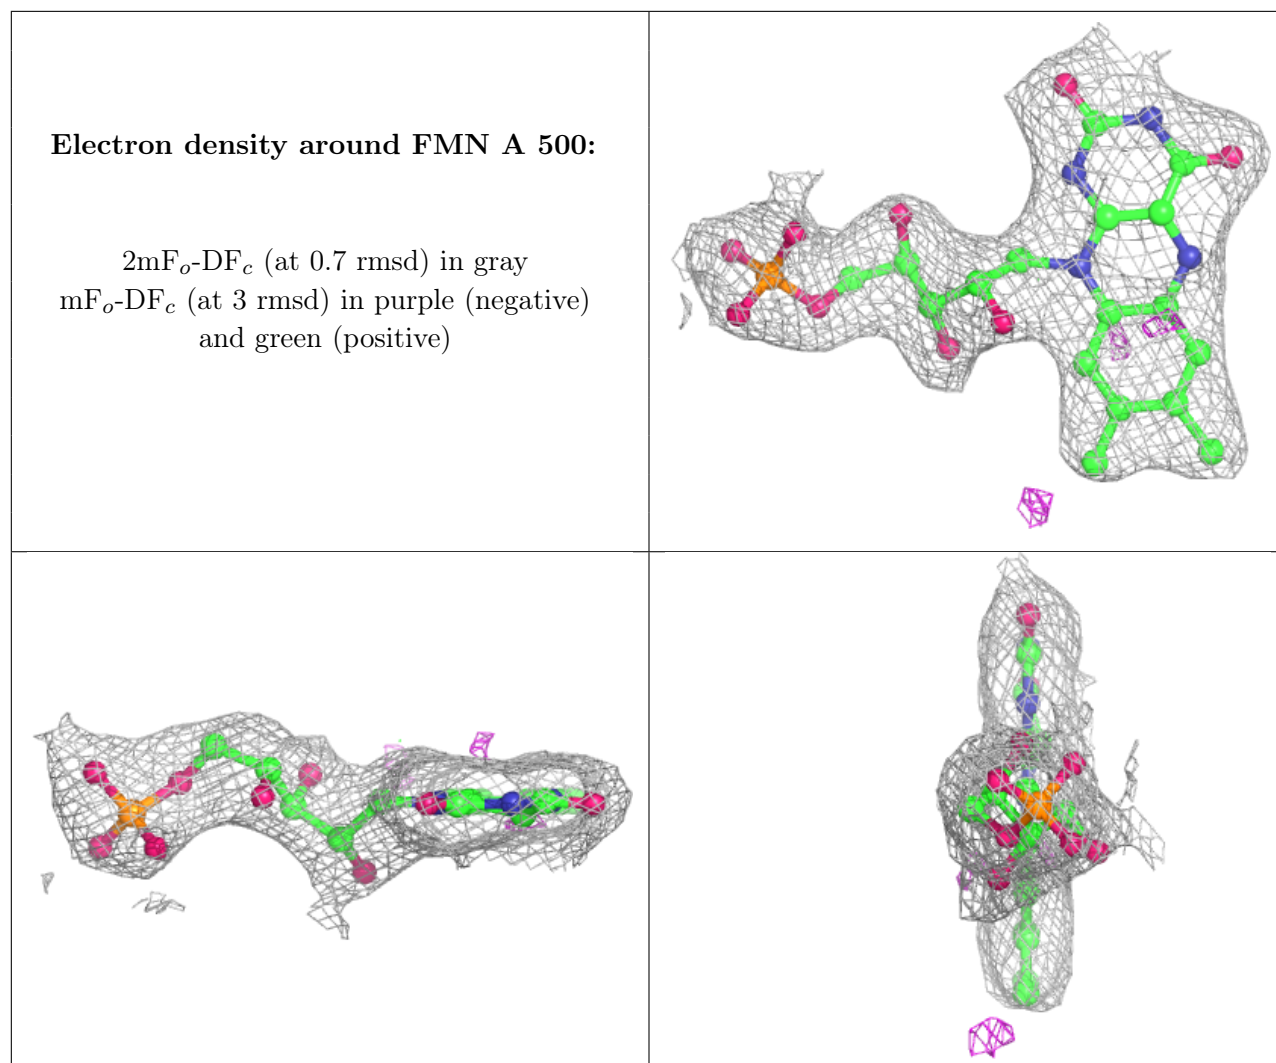 Electron density around FMN A 500:
2mFo-DFc (at 0.7 rmsd) in gray
mFo-DFc (at 3 rmsd) in purple (negative)
and green (positive)